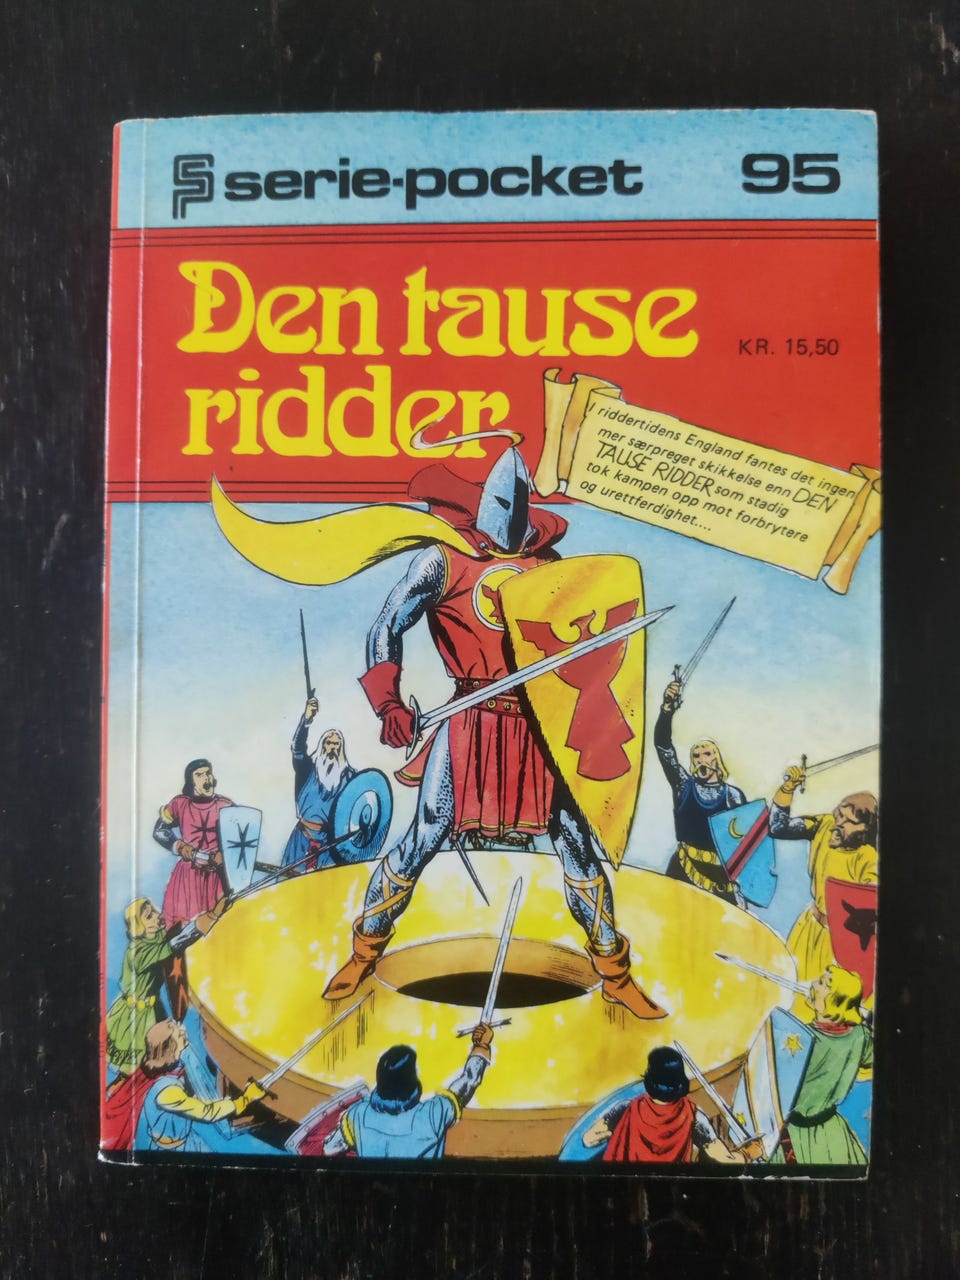 serie-pocket 95
Den tause
ridder
KR. 15,50
I riddertidens England fantes det ingen
mer særpreget skikkelse enn DEN
TAUSE RIDDER som stadig
tok kampen opp mot forbrytere
og urettferdighet....